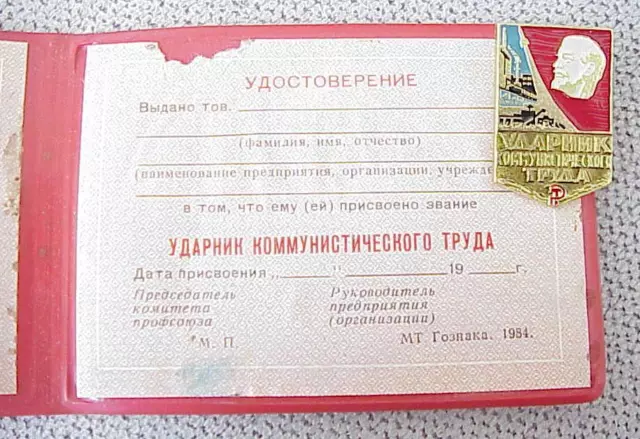 УДОСТОВЕРЕНИЕ
Выдано тов.
(фамилия, имя, отчество)
(наименование предприятия, организации, учрежде
в том, что ему (ей) присвоено звание
УДАРНИК КОММУНИСТИЧЕСКОГО ТРУДА
Дата присвоения „ " 19 г.
Председатель комитета профсоюза
Руководитель предприятия (организации)
М. П.
МТ Гознака. 1984.
УДАРНИК
КОММУНИСТИЧЕСКОГО
ТРУДА